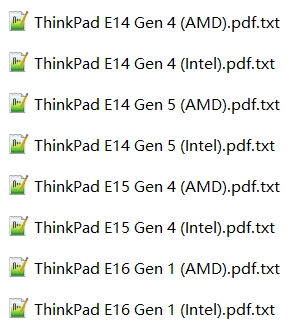 ThinkPad E14 Gen 4 (AMD).pdf.txt
ThinkPad E14 Gen 4 (Intel).pdf.txt
ThinkPad E14 Gen 5 (AMD).pdf.txt
ThinkPad E14 Gen 5 (Intel).pdf.txt
ThinkPad E15 Gen 4 (AMD).pdf.txt
ThinkPad E15 Gen 4 (Intel).pdf.txt
ThinkPad E16 Gen 1 (AMD).pdf.txt
ThinkPad E16 Gen 1 (Intel).pdf.txt